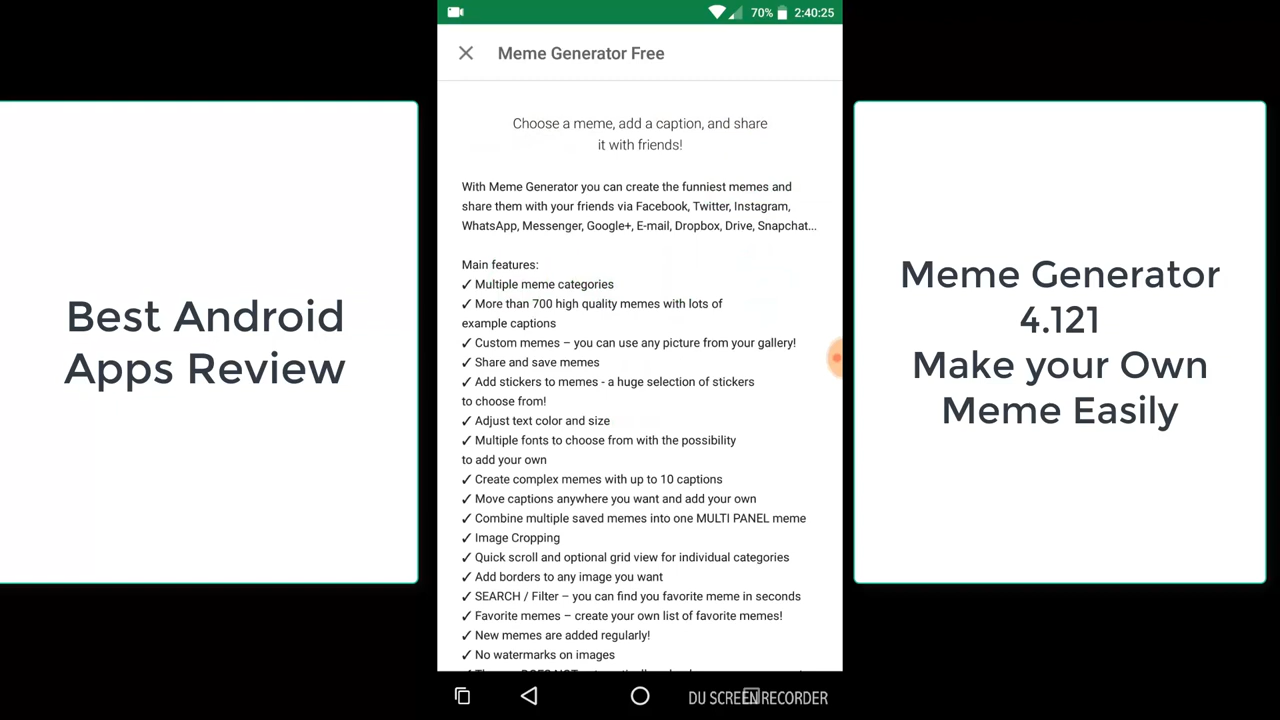 70% 2:40:25
Meme Generator Free
Choose a meme, add a caption, and share
it with friends!
With Meme Generator you can create the funniest memes and
share them with your friends via Facebook, Twitter, Instagram,
WhatsApp, Messenger, Google+, E-mail, Dropbox, Drive, Snapchat...
Main features:
✓ Multiple meme categories
✓ More than 700 high quality memes with lots of
example captions
✓ Custom memes – you can use any picture from your gallery!
✓ Share and save memes
✓ Add stickers to memes - a huge selection of stickers
to choose from!
✓ Adjust text color and size
✓ Multiple fonts to choose from with the possibility
to add your own
✓ Create complex memes with up to 10 captions
✓ Move captions anywhere you want and add your own
✓ Combine multiple saved memes into one MULTI PANEL meme
✓ Image Cropping
✓ Quick scroll and optional grid view for individual categories
✓ Add borders to any image you want
✓ SEARCH / Filter – you can find you favorite meme in seconds
✓ Favorite memes – create your own list of favorite memes!
✓ New memes are added regularly!
✓ No watermarks on images
DU SCREEN RECORDER
Best Android
Apps Review
Meme Generator
4.121
Make your Own
Meme Easily